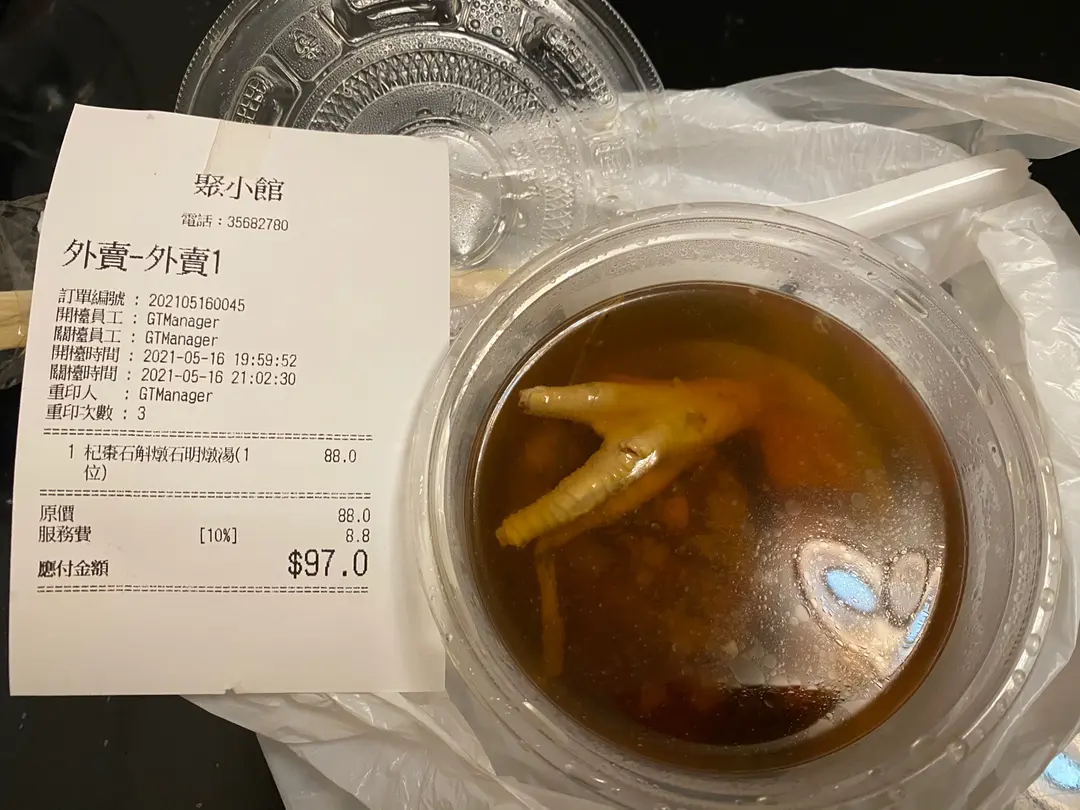 聚小館
電話：35682780
外賣-外賣1
訂單編號 : 202105160045
開檯員工 : GTManager
關檯員工 : GTManager
開檯時間 : 2021-05-16 19:59:52
關檯時間 : 2021-05-16 21:02:30
重印人 : GTManager
重印次數 : 3
1 杞棗石斛燉石明燉湯(1 88.0
位)
原價 88.0
服務費 [10%] 8.8
應付金額 $97.0